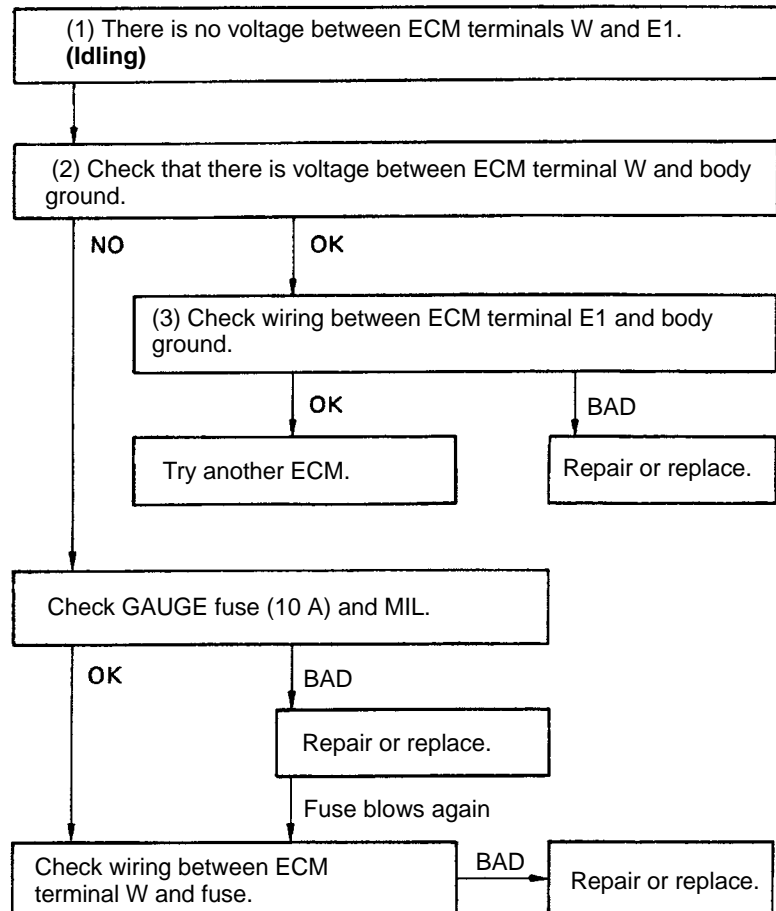 (1) There is no voltage between ECM terminals W and E1.
(Idling)
(2) Check that there is voltage between ECM terminal W and body
ground.
NO
OK
(3) Check wiring between ECM terminal E1 and body
ground.
OK
BAD
Try another ECM.
Repair or replace.
Check GAUGE fuse (10 A) and MIL.
OK
BAD
Repair or replace.
Fuse blows again
Check wiring between ECM
terminal W and fuse.
BAD
Repair or replace.